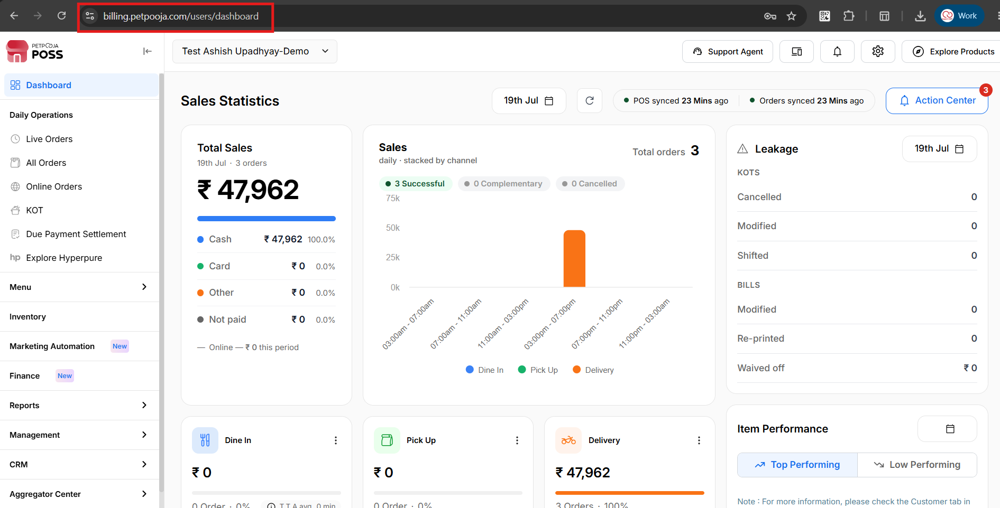 billing.petpooja.com/users/dashboard
Work
PETPOOJA
POSS
Test Ashish Upadhyay-Demo
Support Agent
Explore Products
Dashboard
Daily Operations
Live Orders
All Orders
Online Orders
KOT
Due Payment Settlement
hp Explore Hyperpure
Menu
Inventory
Marketing Automation New
Finance New
Reports
Management
CRM
Aggregator Center
Sales Statistics
19th Jul
POS synced 23 Mins ago
Orders synced 23 Mins ago
Action Center
3
Total Sales
19th Jul · 3 orders
₹ 47,962
Cash ₹ 47,962 100.0%
Card ₹ 0 0.0%
Other ₹ 0 0.0%
Not paid ₹ 0 0.0%
— Online — ₹ 0 this period
Sales
daily · stacked by channel
Total orders 3
3 Successful
0 Complementary
0 Cancelled
75k
50k
25k
0k
03:00am - 07:00am
07:00am - 11:00am
11:00am - 03:00pm
03:00pm - 07:00pm
07:00pm - 11:00pm
11:00pm - 03:00am
Dine In
Pick Up
Delivery
Leakage
19th Jul
KOTS
Cancelled 0
Modified 0
Shifted 0
BILLS
Modified 0
Re-printed 0
Waived off ₹ 0
Dine In
₹ 0
0 Order · 0%
T.T.A avg. 0 min
Pick Up
₹ 0
0 Order · 0%
Delivery
₹ 47,962
3 Orders · 100%
Item Performance
Top Performing
Low Performing
Note : For more information, please check the Customer tab in